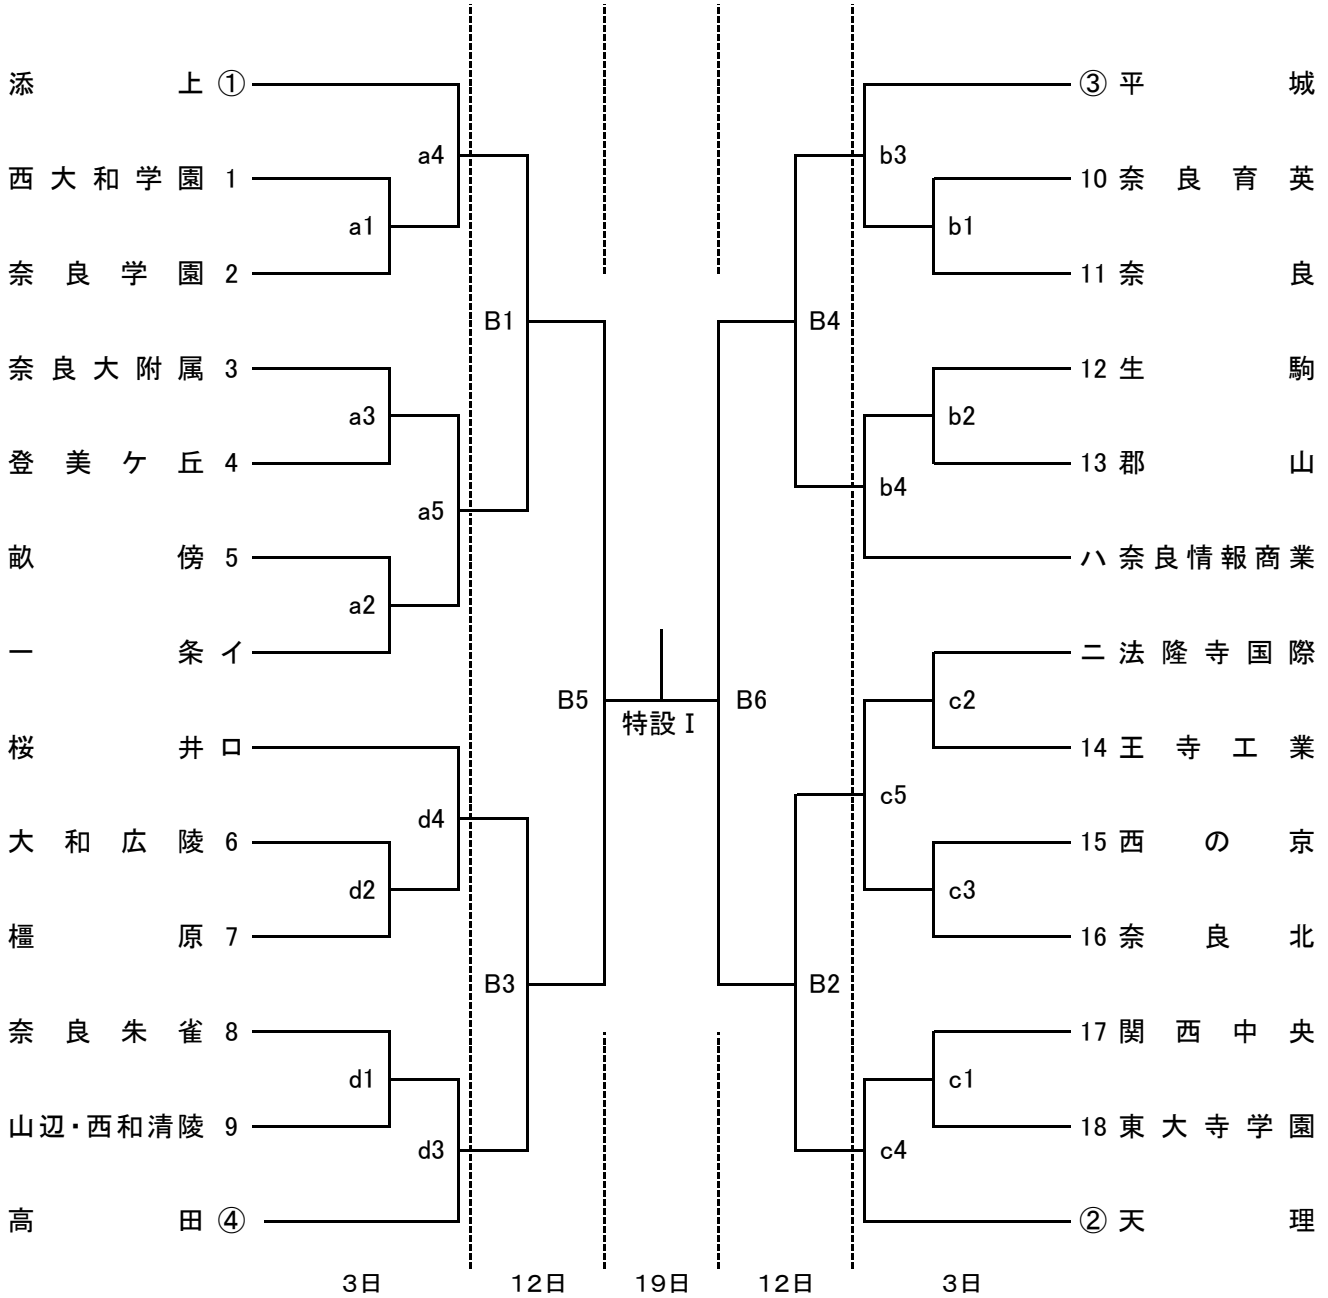 添上 ①
西大和学園 1
奈良学園 2
奈良大附属 3
登美ケ丘 4
畝傍 5
一条 イ
桜井 ロ
大和広陵 6
橿原 7
奈良朱雀 8
山辺・西和清陵 9
高田 ④
a4
a1
a3
a5
a2
d4
d2
d1
d3
B1
B3
B5
特設Ⅰ
B6
B4
B2
b3
b1
b2
b4
c2
c5
c3
c1
c4
③ 平城
10 奈良育英
11 奈良
12 生駒
13 郡山
ハ 奈良情報商業
ニ 法隆寺国際
14 王寺工業
15 西の京
16 奈良北
17 関西中央
18 東大寺学園
② 天理
3日 12日 19日 12日 3日